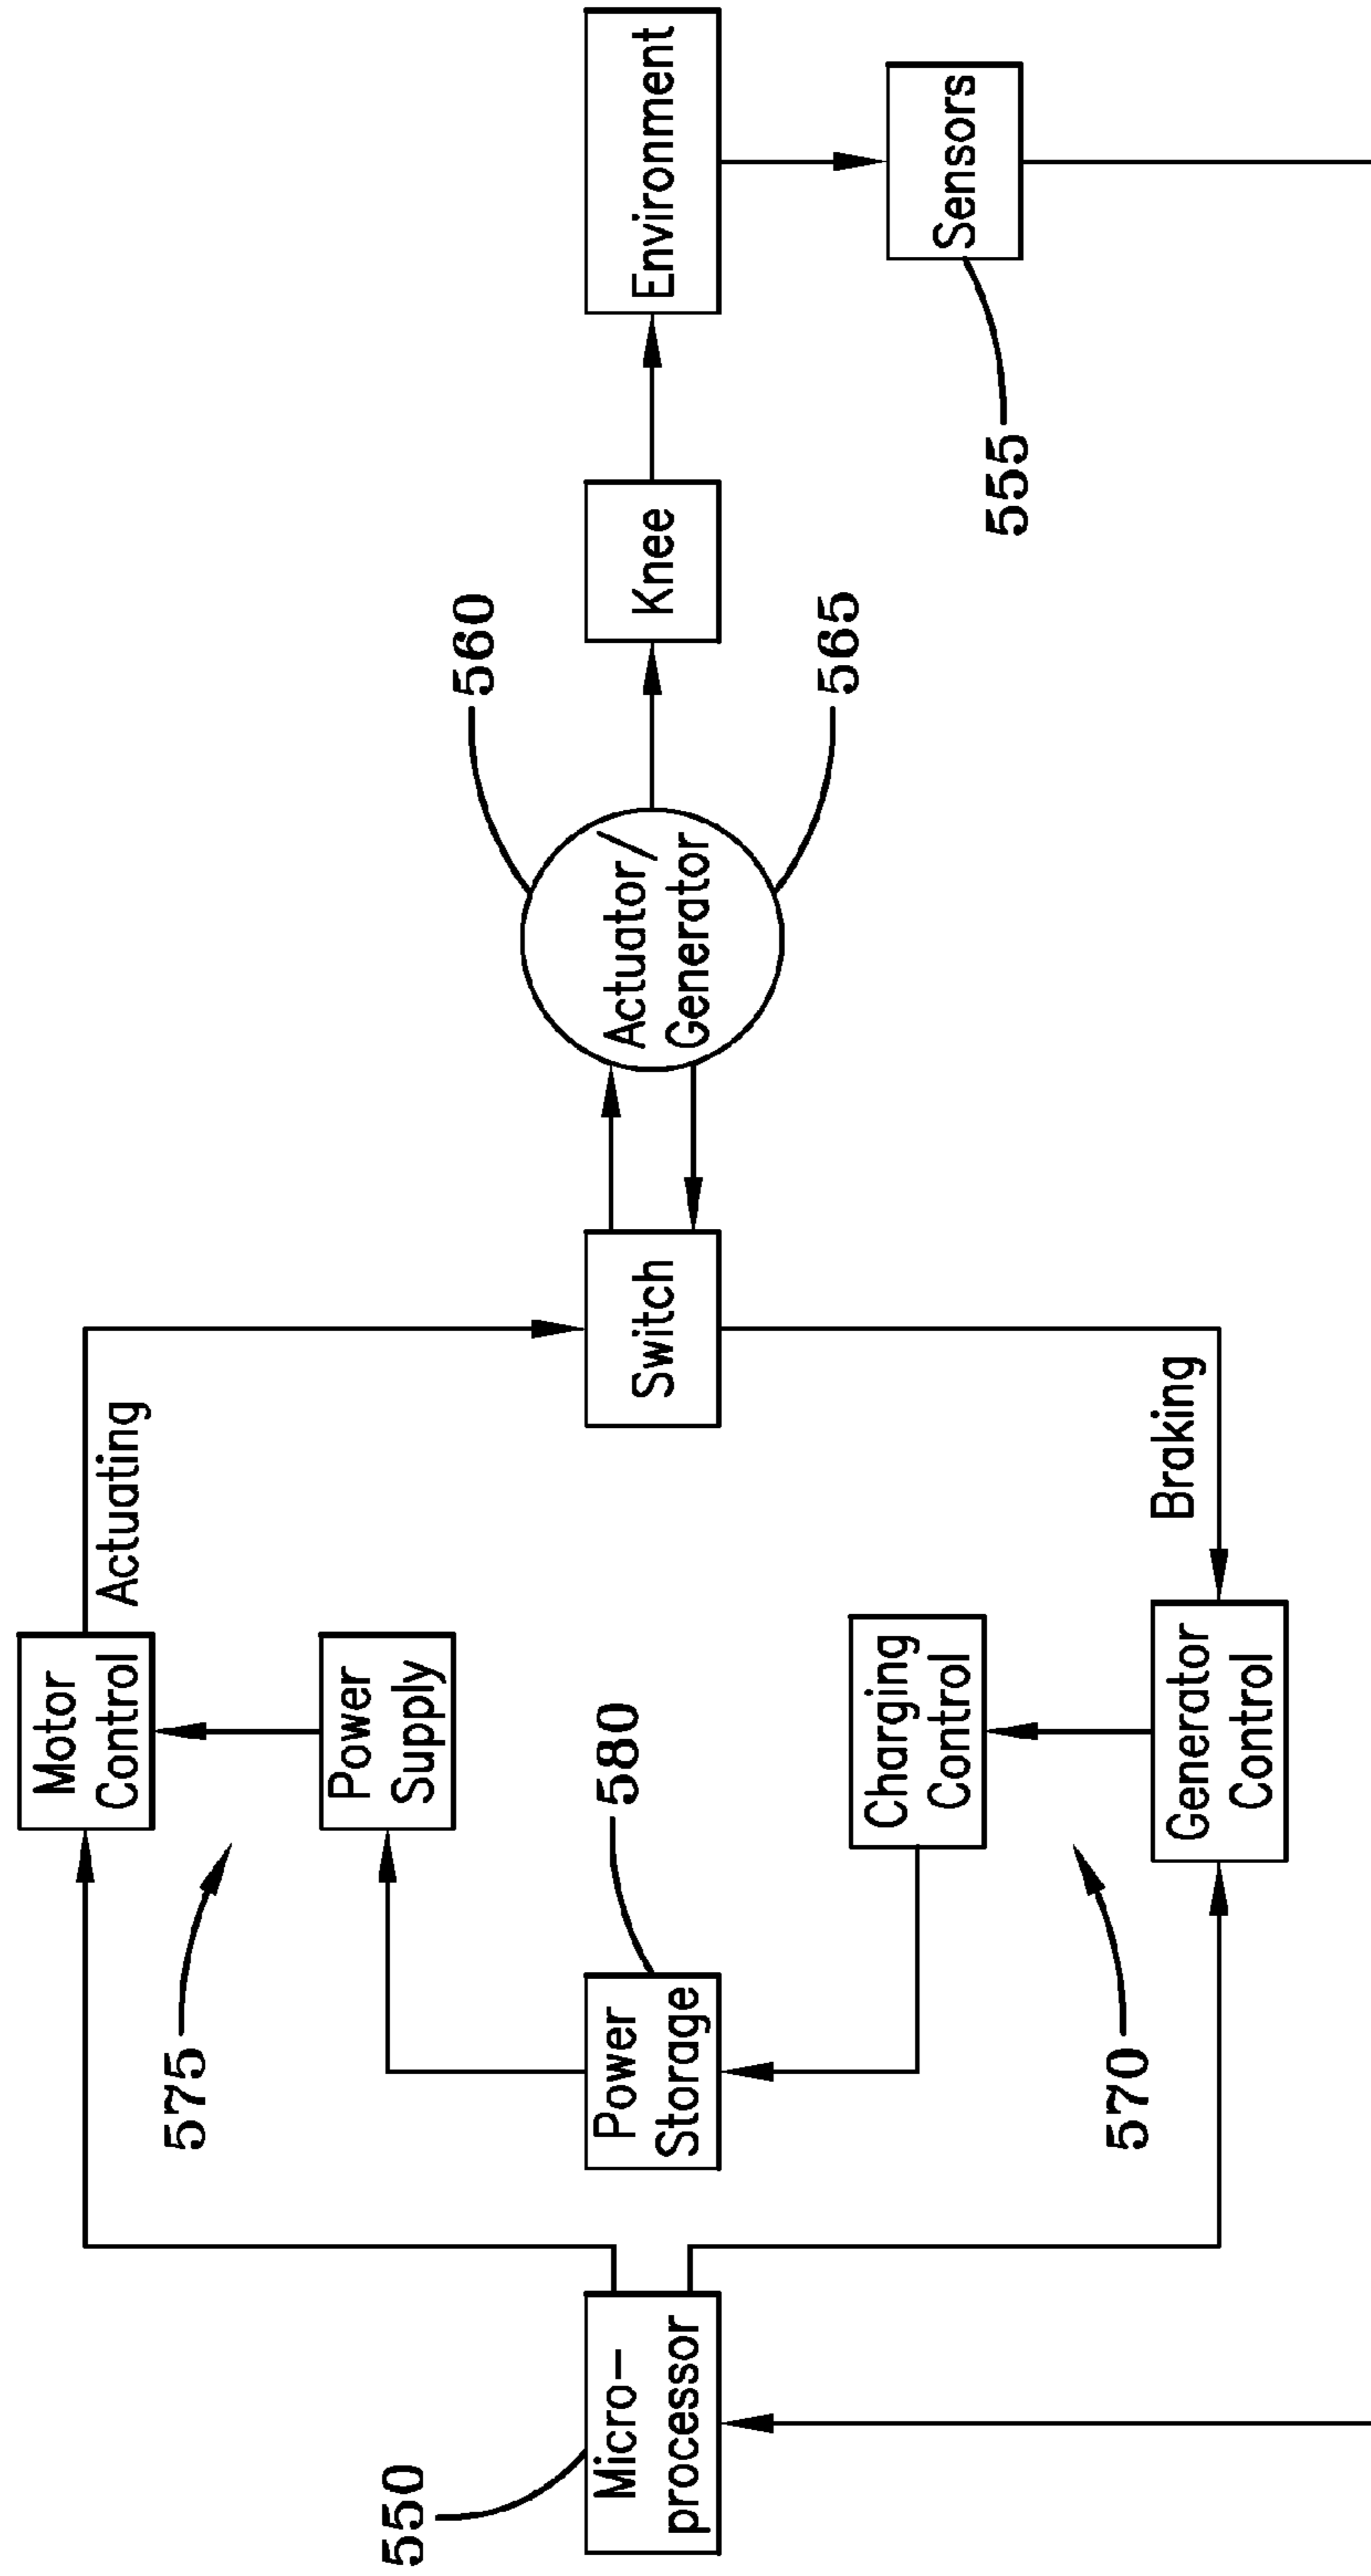 Motor
Control
Actuating
575
Power
Supply
550
Micro-
processor
Power
Storage
580
Switch
560
Actuator/
Generator
565
Knee
Environment
Charging
Control
570
Generator
Control
Braking
Sensors
555